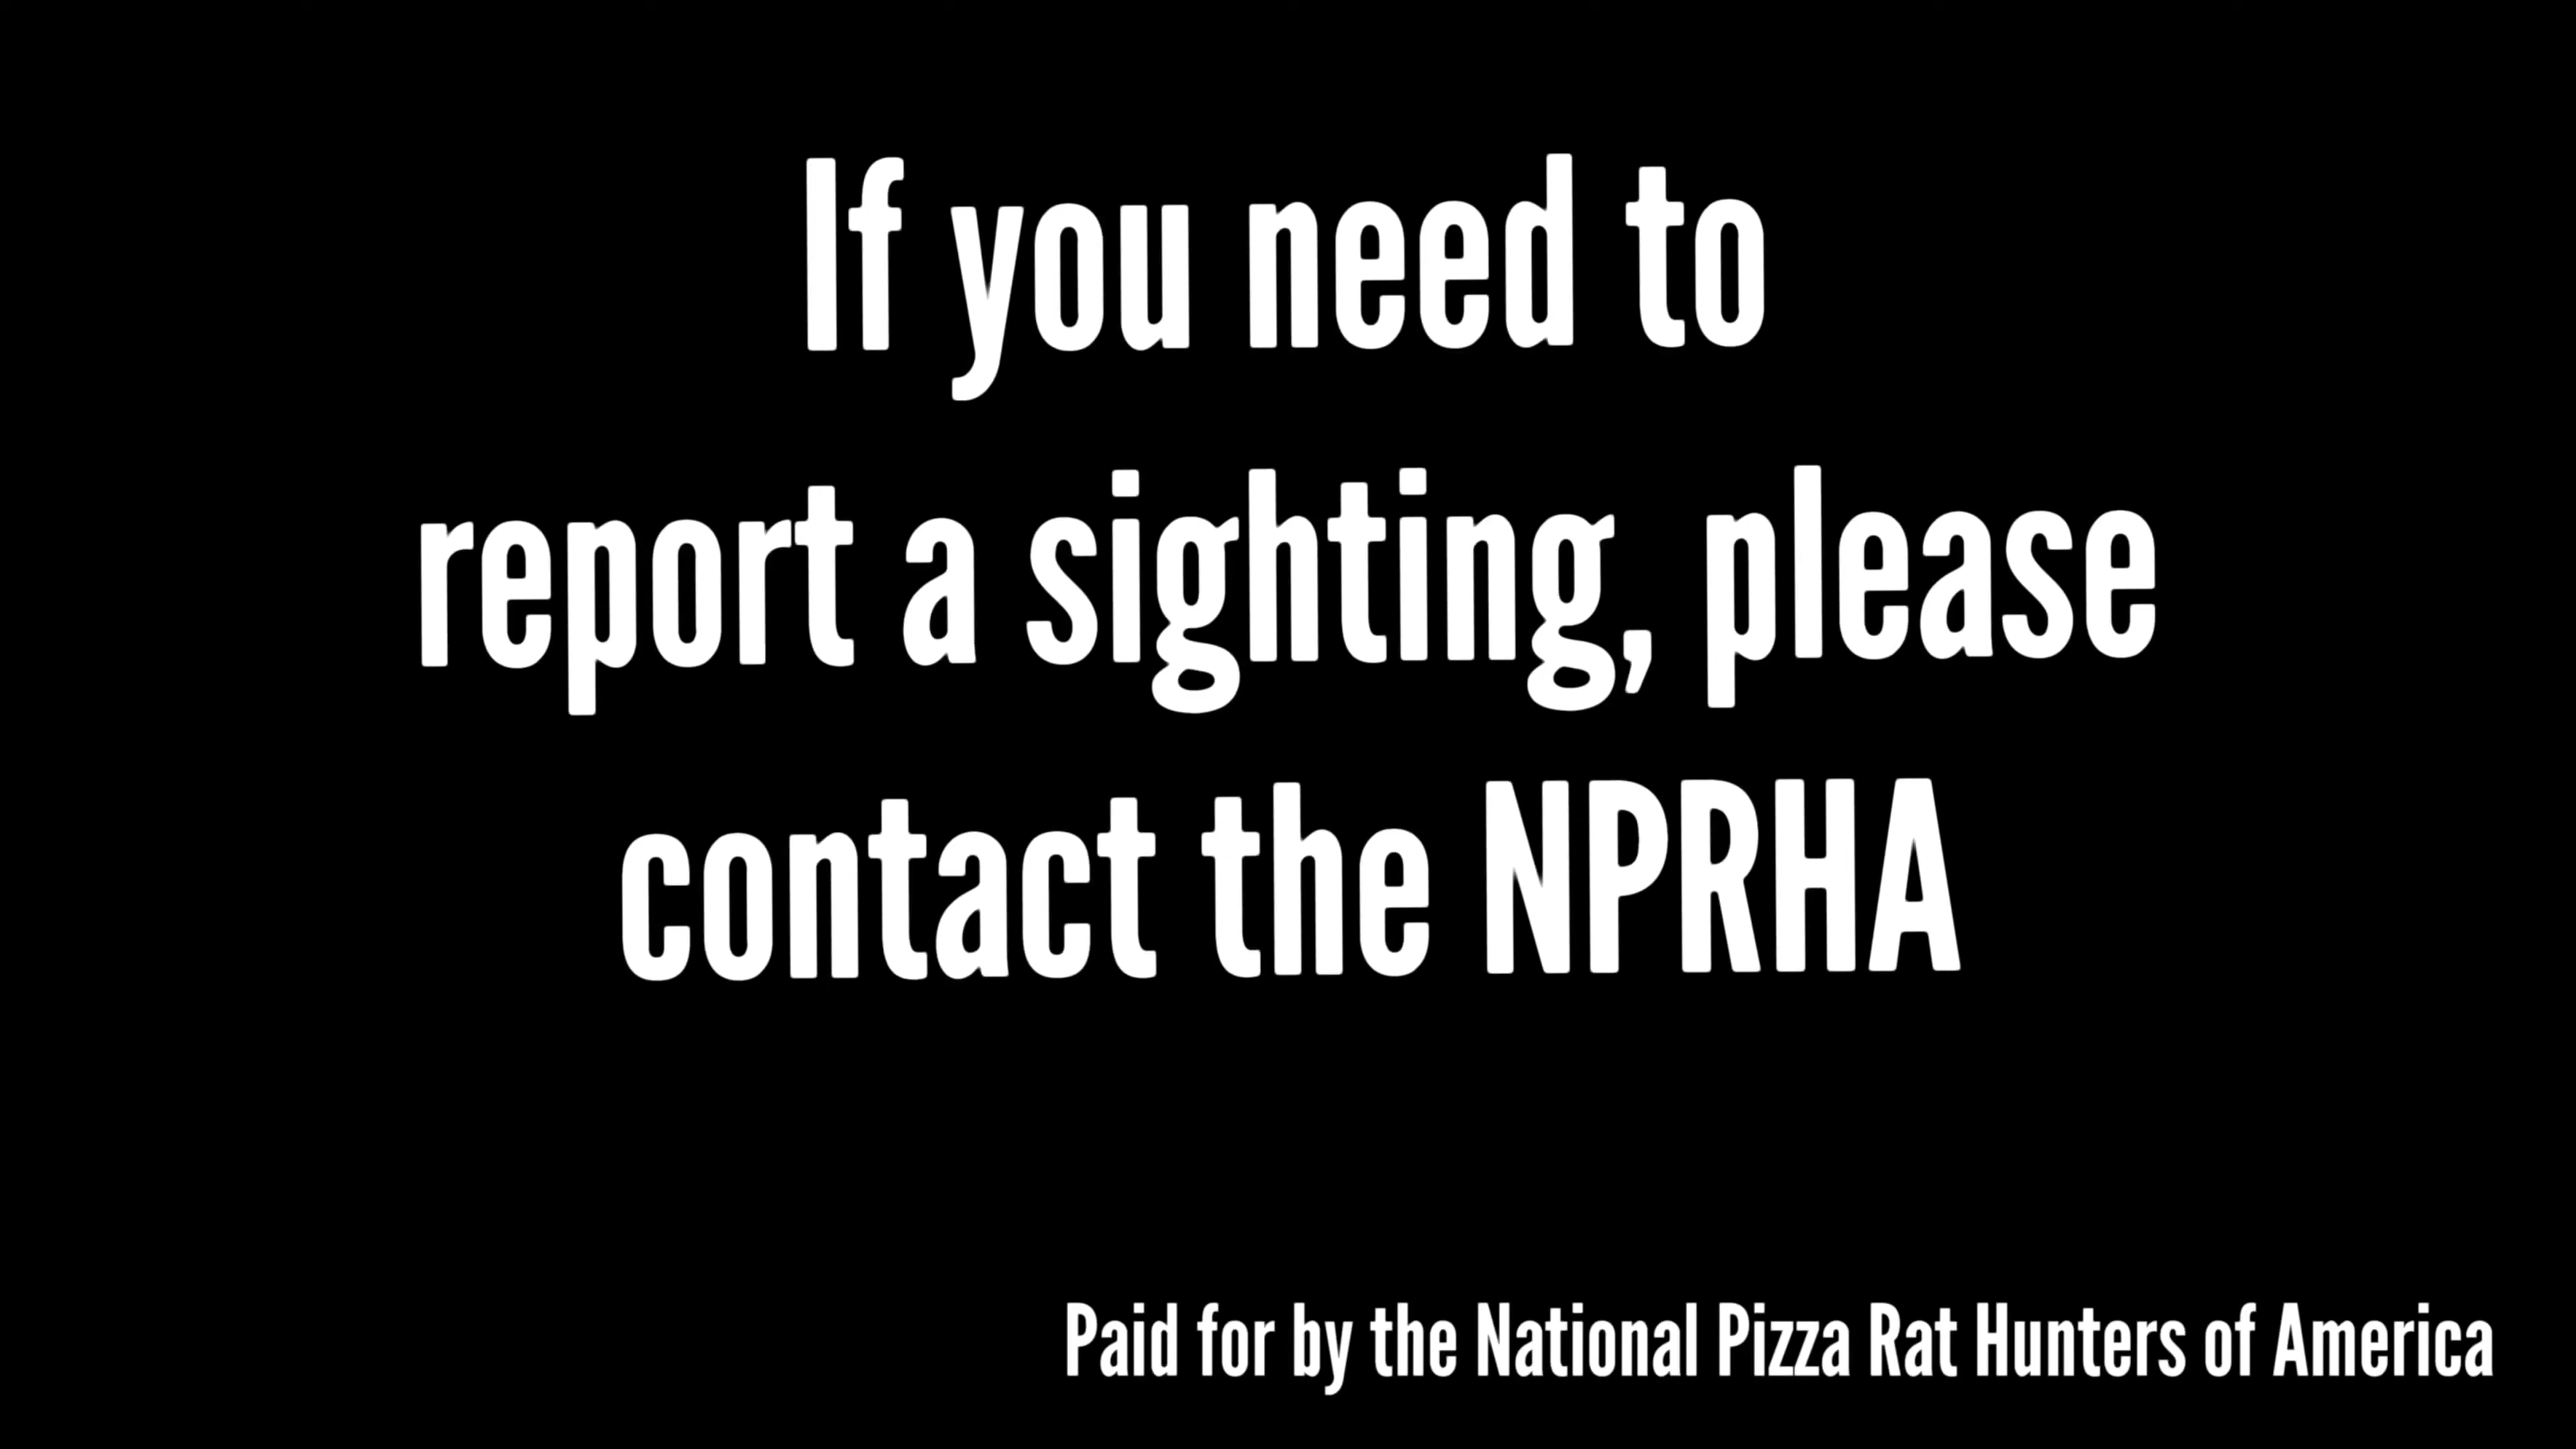 If you need to
report a sighting, please
contact the NPRHA
Paid for by the National Pizza Rat Hunters of America